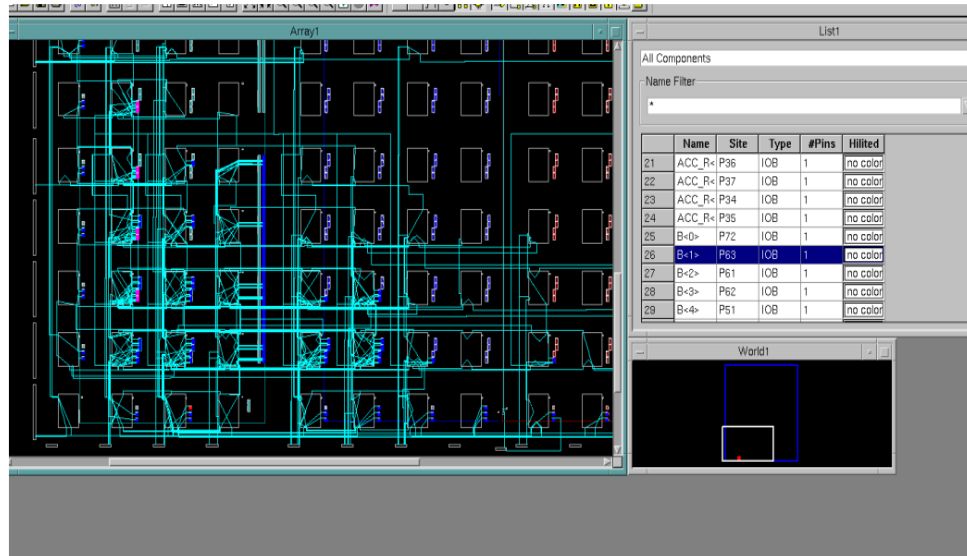 Array1
List1
All Components
Name Filter
*
Name Site Type #Pins Hilited
21 ACC_R< P36 IOB 1 no color
22 ACC_R< P37 IOB 1 no color
23 ACC_R< P34 IOB 1 no color
24 ACC_R< P35 IOB 1 no color
25 B<0> P72 IOB 1 no color
26 B<1> P63 IOB 1 no color
27 B<2> P61 IOB 1 no color
28 B<3> P62 IOB 1 no color
29 B<4> P51 IOB 1 no color
World1